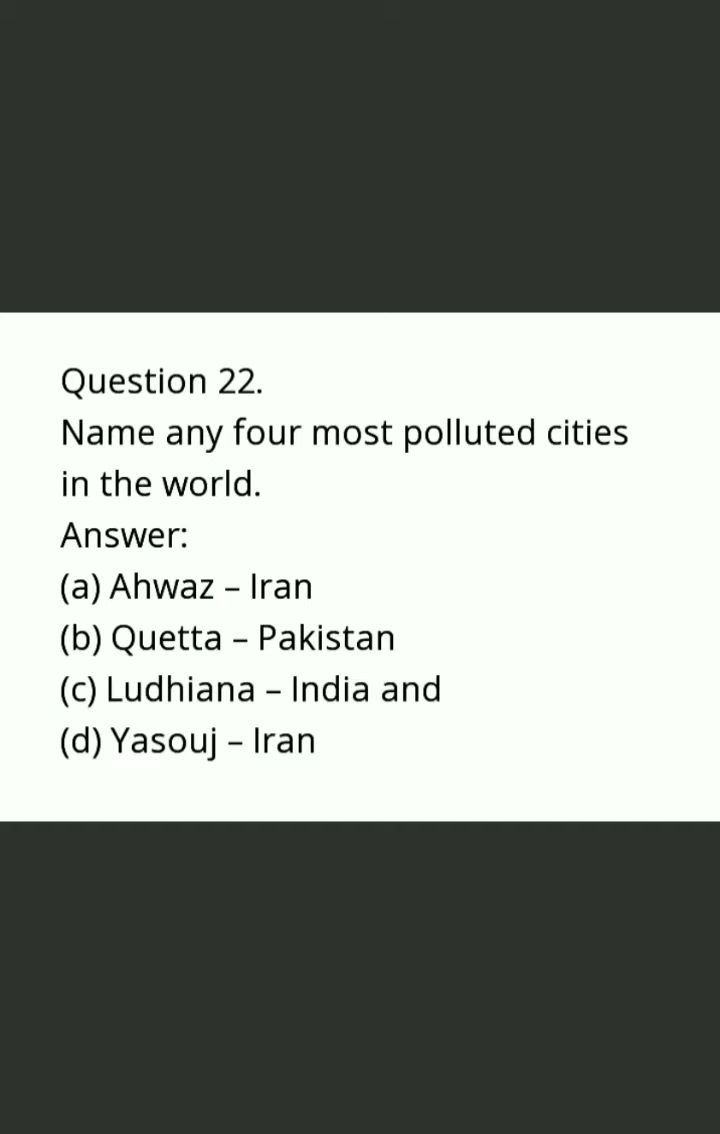 Question 22.
Name any four most polluted cities
in the world.
Answer:
(a) Ahwaz – Iran
(b) Quetta – Pakistan
(c) Ludhiana – India and
(d) Yasouj – Iran